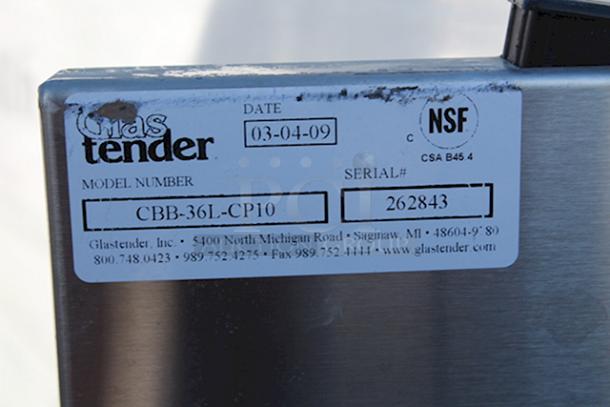 Glas
tender
DATE
03-04-09
C NSF
CSA B45 4
MODEL NUMBER
SERIAL#
CBB-36L-CP10
262843
Glastender, Inc. · 5400 North Michigan Road · Saginaw, MI · 48604-9 80
800.748.0423 · 989.752.4275 · Fax 989.752.4444 · www.glastender.com